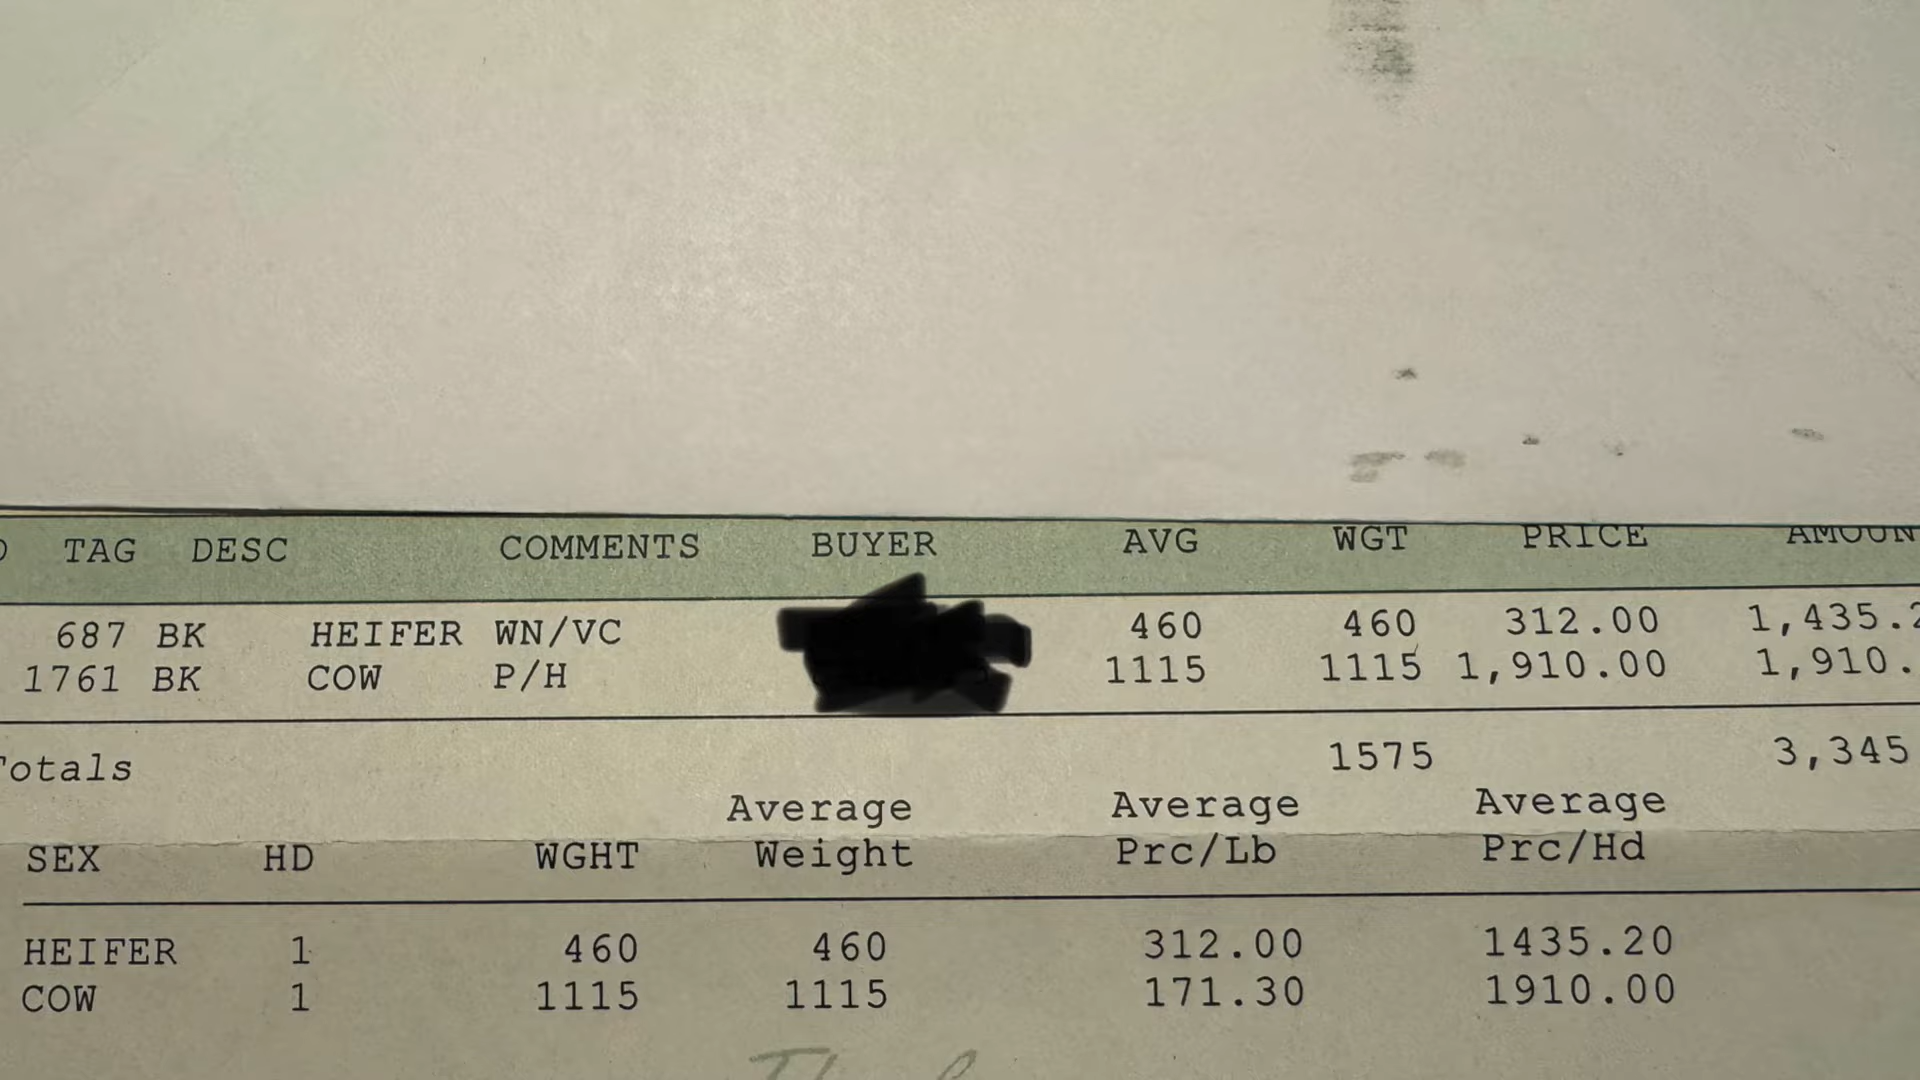 TAG DESC COMMENTS BUYER AVG WGT PRICE AMOUN
687 BK HEIFER WN/VC 460 460 312.00 1,435.2
1761 BK COW P/H 1115 1115 1,910.00 1,910.
Totals 1575 3,345
Average Average Average
SEX HD WGHT Weight Prc/Lb Prc/Hd
HEIFER 1 460 460 312.00 1435.20
COW 1 1115 1115 171.30 1910.00